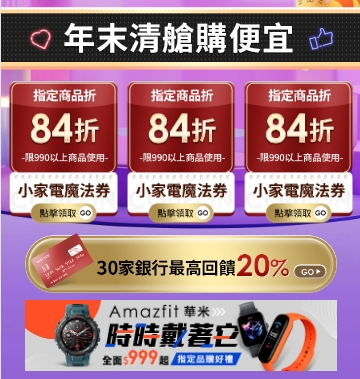 年末清艙購便宜
指定商品折 指定商品折 指定商品折
84折 84折 84折
-限990以上商品使用- -限990以上商品使用- -限990以上商品使用-
小家電魔法券 小家電魔法券 小家電魔法券
點擊領取 GO 點擊領取 GO 點擊領取 GO
30家銀行最高回饋20% GO
Amazfit 華米
時時戴著它
全面$999起 指定品贈好禮